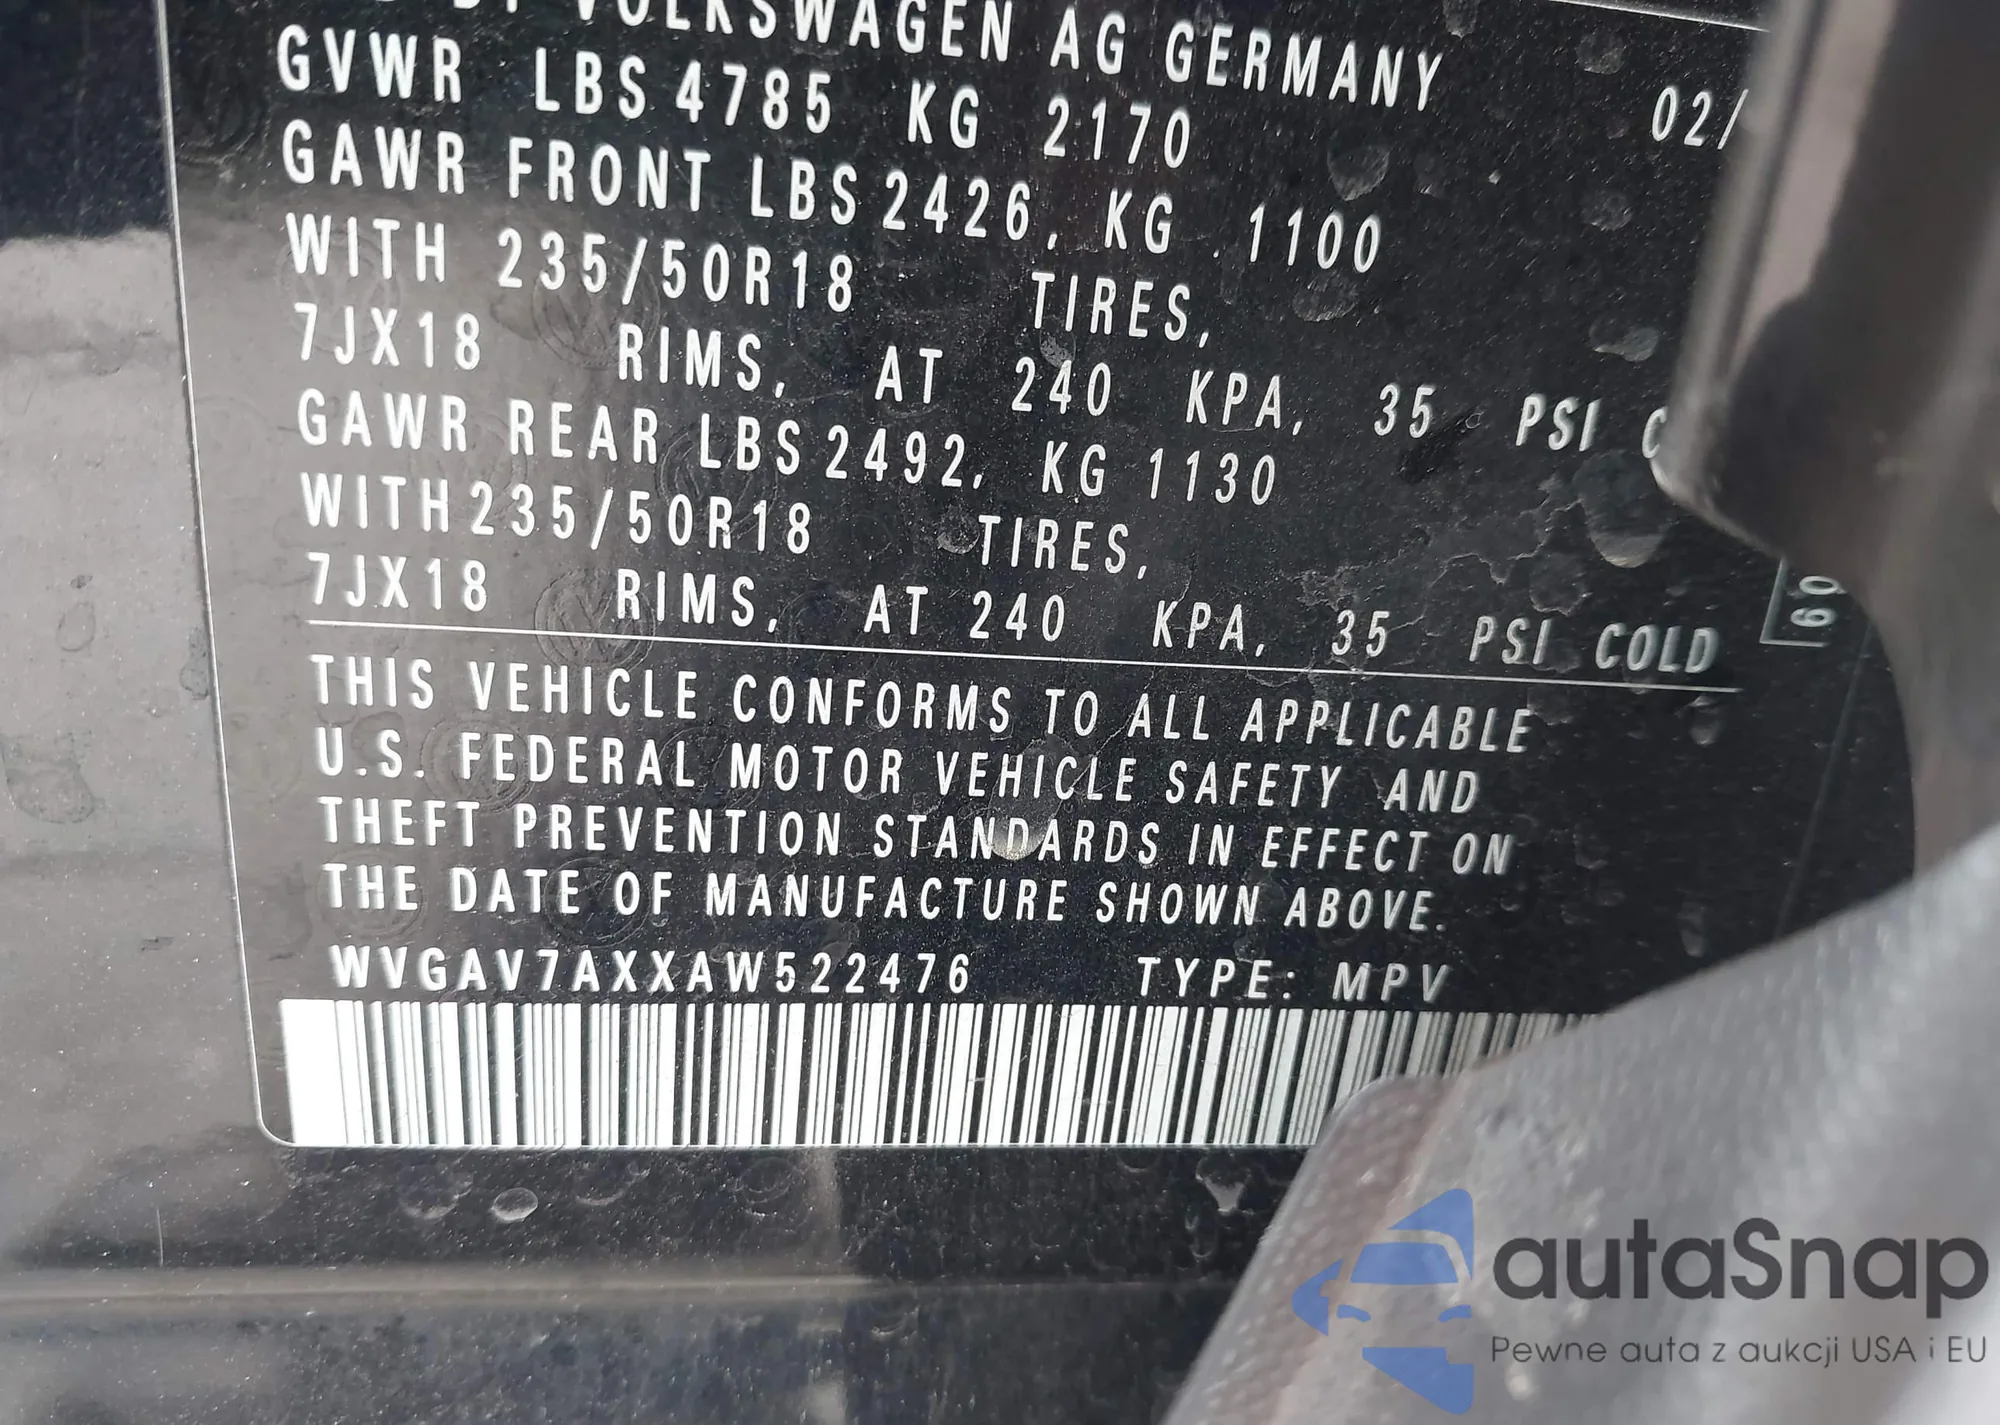 BY VOLKSWAGEN AG GERMANY 02/
GVWR LBS 4785 KG 2170
GAWR FRONT LBS 2426, KG 1100
WITH 235/50R18 TIRES,
7JX18 RIMS, AT 240 KPA, 35 PSI C
GAWR REAR LBS 2492, KG 1130
WITH 235/50R18 TIRES,
7JX18 RIMS, AT 240 KPA, 35 PSI COLD
THIS VEHICLE CONFORMS TO ALL APPLICABLE
U.S. FEDERAL MOTOR VEHICLE SAFETY AND
THEFT PREVENTION STANDARDS IN EFFECT ON
THE DATE OF MANUFACTURE SHOWN ABOVE.
WVGAV7AXXAW522476 TYPE: MPV
autaSnap
Pewne auta z aukcji USA i EU